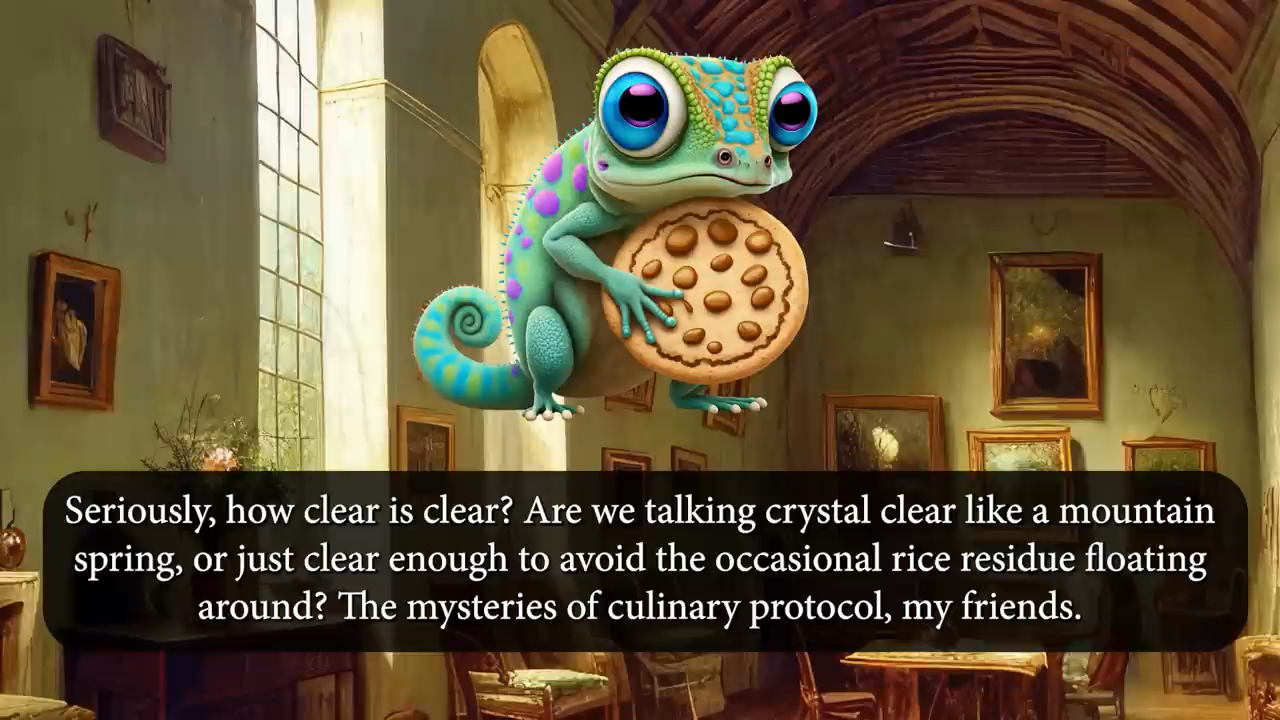 Seriously, how clear is clear? Are we talking crystal clear like a mountain
spring, or just clear enough to avoid the occasional rice residue floating
around? The mysteries of culinary protocol, my friends.